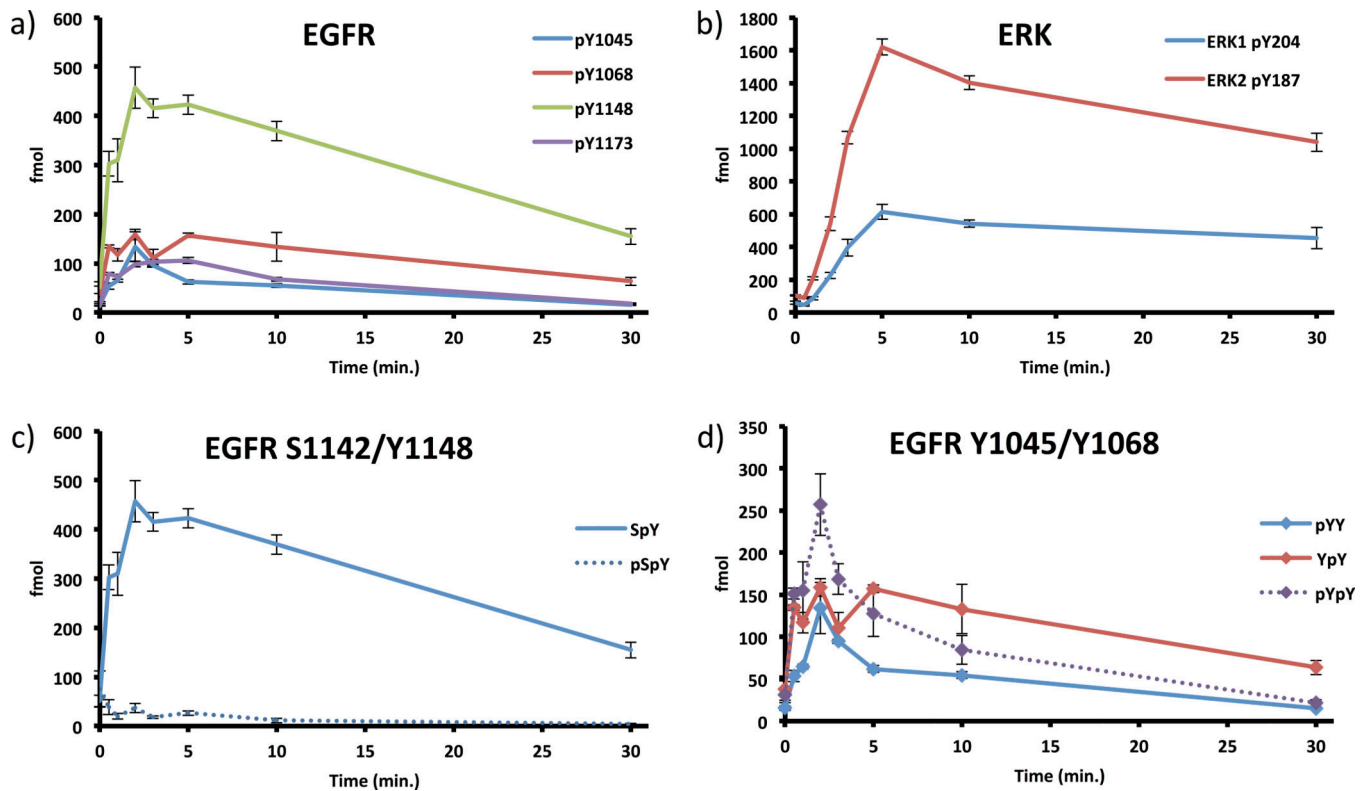 a)
EGFR
600
500
400
300
200
100
0
fmol
0 5 10 15 20 25 30
Time (min.)
pY1045
pY1068
pY1148
pY1173
b)
ERK
1800
1600
1400
1200
1000
800
600
400
200
0
fmol
0 5 10 15 20 25 30
Time (min.)
ERK1 pY204
ERK2 pY187
c)
EGFR S1142/Y1148
600
500
400
300
200
100
0
fmol
0 5 10 15 20 25 30
Time (min.)
SpY
pSpY
d)
EGFR Y1045/Y1068
350
300
250
200
150
100
50
0
fmol
0 5 10 15 20 25 30
Time (min.)
pYY
YpY
pYpY